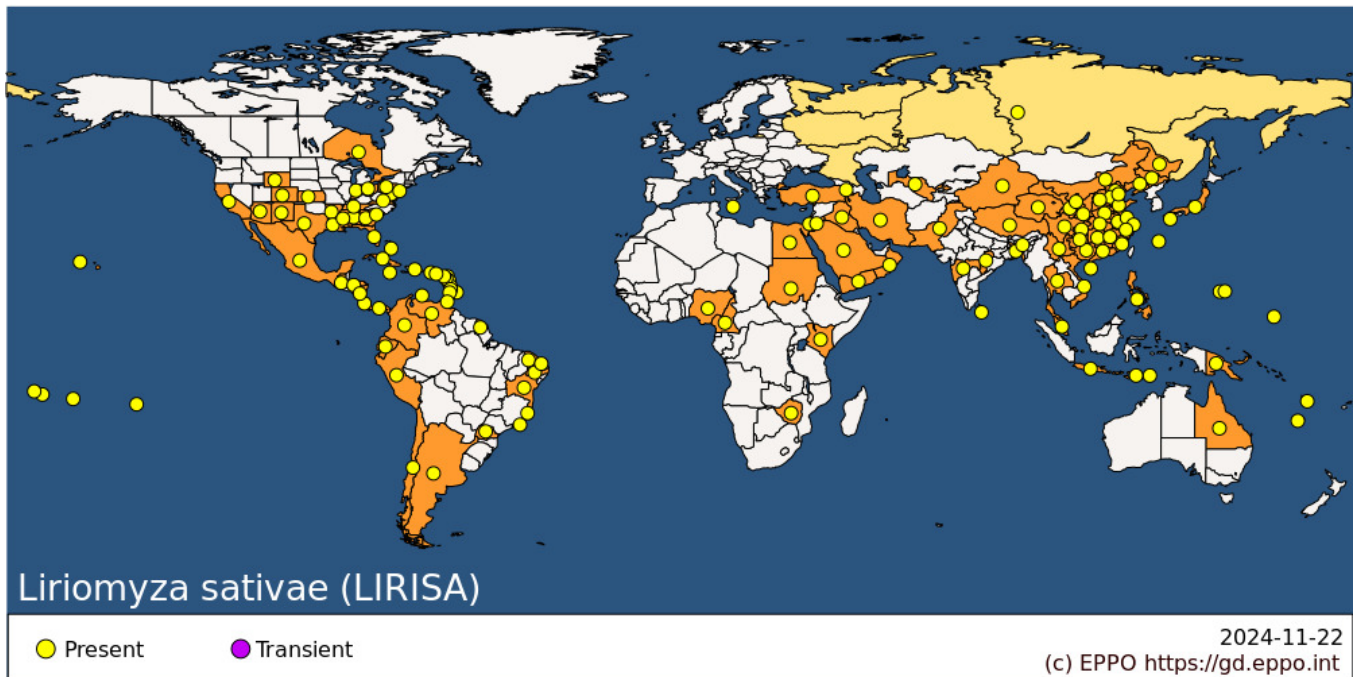 Liriomyza sativae (LIRISA)
Present
Transient
2024-11-22
(c) EPPO https://gd.eppo.int